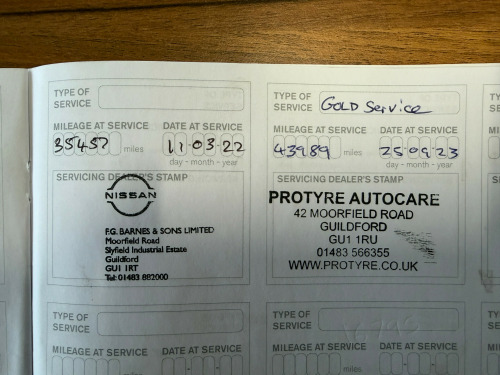 TYPE OF
SERVICE
MILEAGE AT SERVICE DATE AT SERVICE
35457 miles 11-03-22
day - month - year
SERVICING DEALER'S STAMP
NISSAN
F.G. BARNES & SONS LIMITED
Moorfield Road
Slyfield Industrial Estate
Guildford
GU1 1RT
Tel: 01483 882000
TYPE OF
SERVICE GOLD Service
MILEAGE AT SERVICE DATE AT SERVICE
43989 miles 25-09-23
day - month - year
SERVICING DEALER'S STAMP
PROTYRE AUTOCARE
42 MOORFIELD ROAD
GUILDFORD
GU1 1RU
01483 566355
WWW.PROTYRE.CO.UK
TYPE OF
SERVICE
MILEAGE AT SERVICE DATE AT SERVICE
TYPE OF
SERVICE
MILEAGE AT SERVICE DATE AT SERVICE
miles